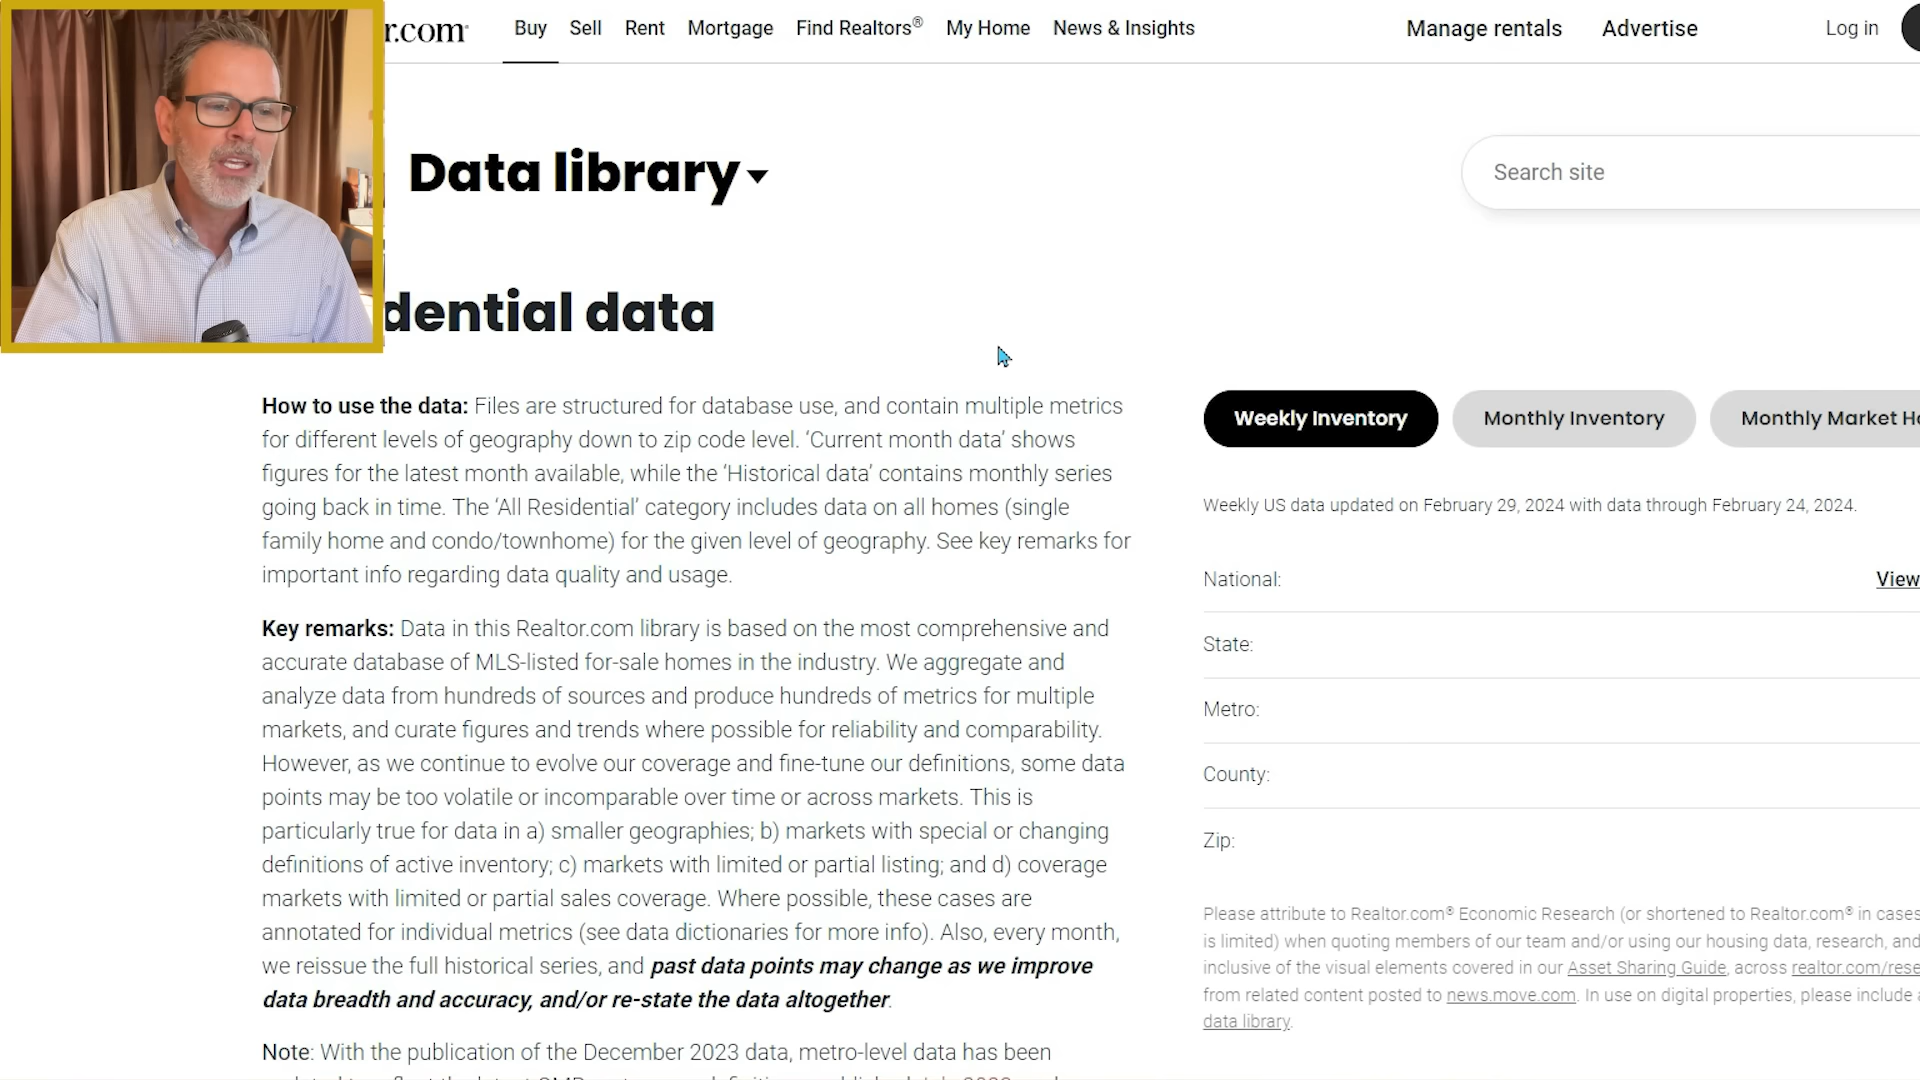 r.com® Buy Sell Rent Mortgage Find Realtors® My Home News & Insights Manage rentals Advertise Log in
Data library
Search site
dential data
How to use the data: Files are structured for database use, and contain multiple metrics
for different levels of geography down to zip code level. ‘Current month data’ shows
figures for the latest month available, while the ‘Historical data’ contains monthly series
going back in time. The ‘All Residential’ category includes data on all homes (single
family home and condo/townhome) for the given level of geography. See key remarks for
important info regarding data quality and usage.
Key remarks: Data in this Realtor.com library is based on the most comprehensive and
accurate database of MLS-listed for-sale homes in the industry. We aggregate and
analyze data from hundreds of sources and produce hundreds of metrics for multiple
markets, and curate figures and trends where possible for reliability and comparability.
However, as we continue to evolve our coverage and fine-tune our definitions, some data
points may be too volatile or incomparable over time or across markets. This is
particularly true for data in a) smaller geographies; b) markets with special or changing
definitions of active inventory; c) markets with limited or partial listing; and d) coverage
markets with limited or partial sales coverage. Where possible, these cases are
annotated for individual metrics (see data dictionaries for more info). Also, every month,
we reissue the full historical series, and past data points may change as we improve
data breadth and accuracy, and/or re-state the data altogether.
Note: With the publication of the December 2023 data, metro-level data has been
Weekly Inventory Monthly Inventory Monthly Market Ho
Weekly US data updated on February 29, 2024 with data through February 24, 2024.
National: View
State:
Metro:
County:
Zip:
Please attribute to Realtor.com® Economic Research (or shortened to Realtor.com® in cases
is limited) when quoting members of our team and/or using our housing data, research, and
inclusive of the visual elements covered in our Asset Sharing Guide, across realtor.com/rese
from related content posted to news.move.com. In use on digital properties, please include a
data library.